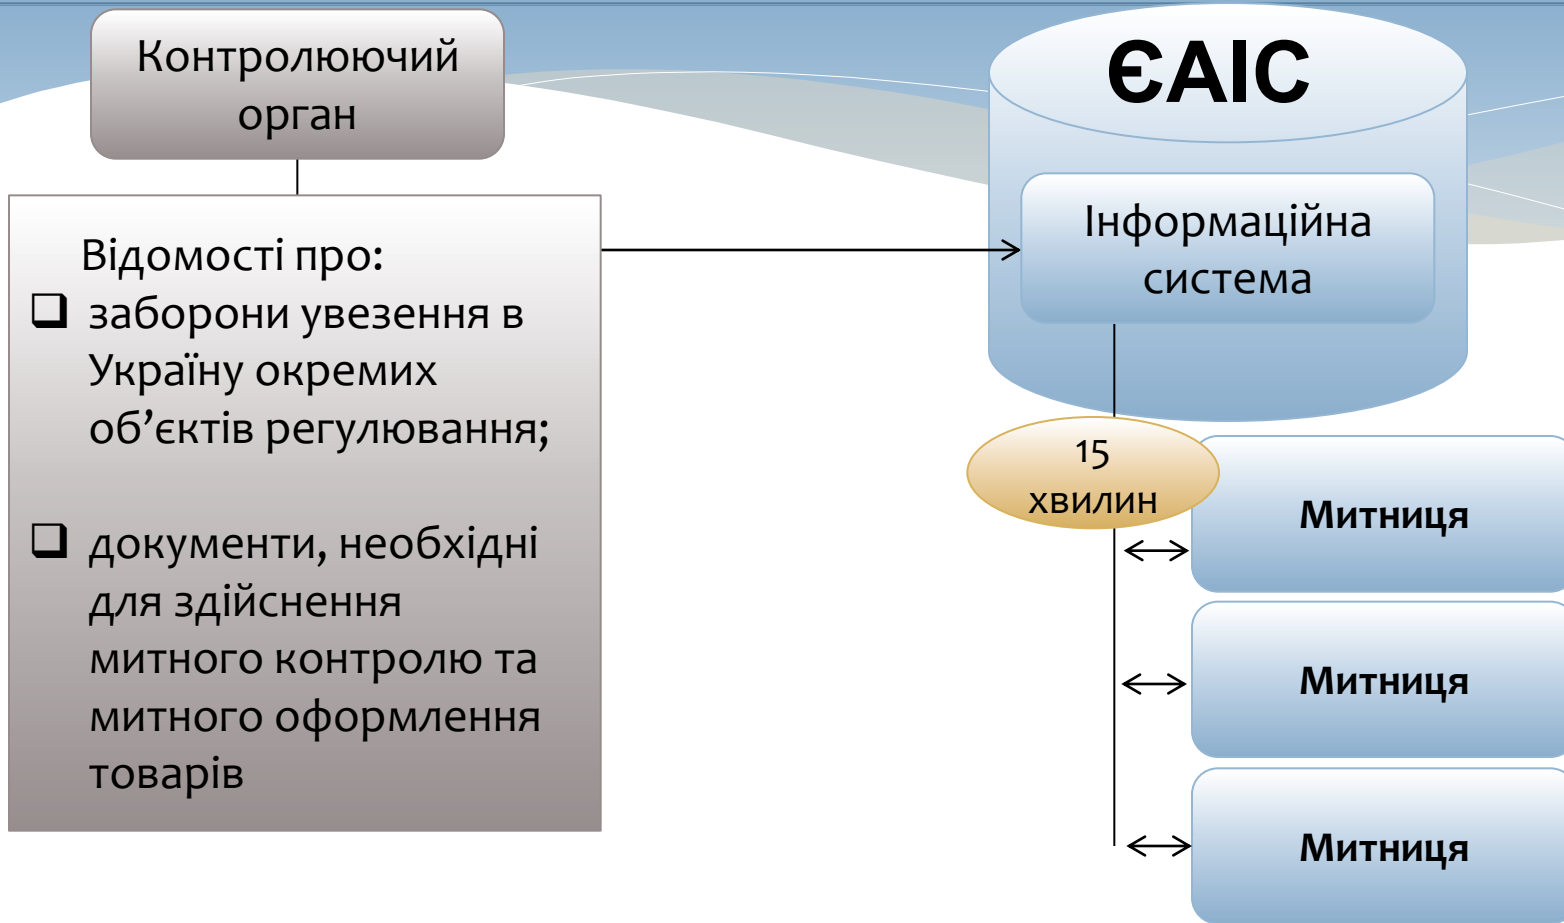 Контролюючий
орган
Відомості про:
заборони увезення в
Україну окремих
об’єктів регулювання;
документи, необхідні
для здійснення
митного контролю та
митного оформлення
товарів
ЄАІС
Інформаційна
система
15
хвилин
Митниця
Митниця
Митниця